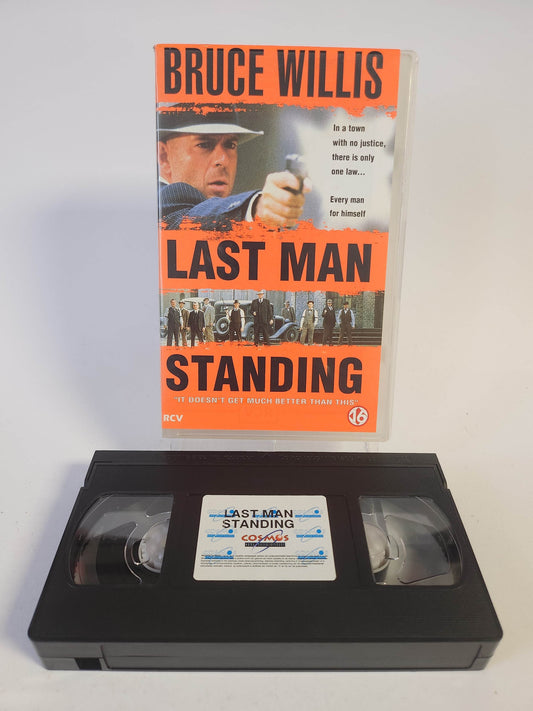 BRUCE WILLIS
In a town
with no justice,
there is only
one law...
Every man
for himself
LAST MAN
STANDING
"IT DOESN'T GET MUCH BETTER THAN THIS"
RCV
16
LAST MAN
STANDING
COSMOS